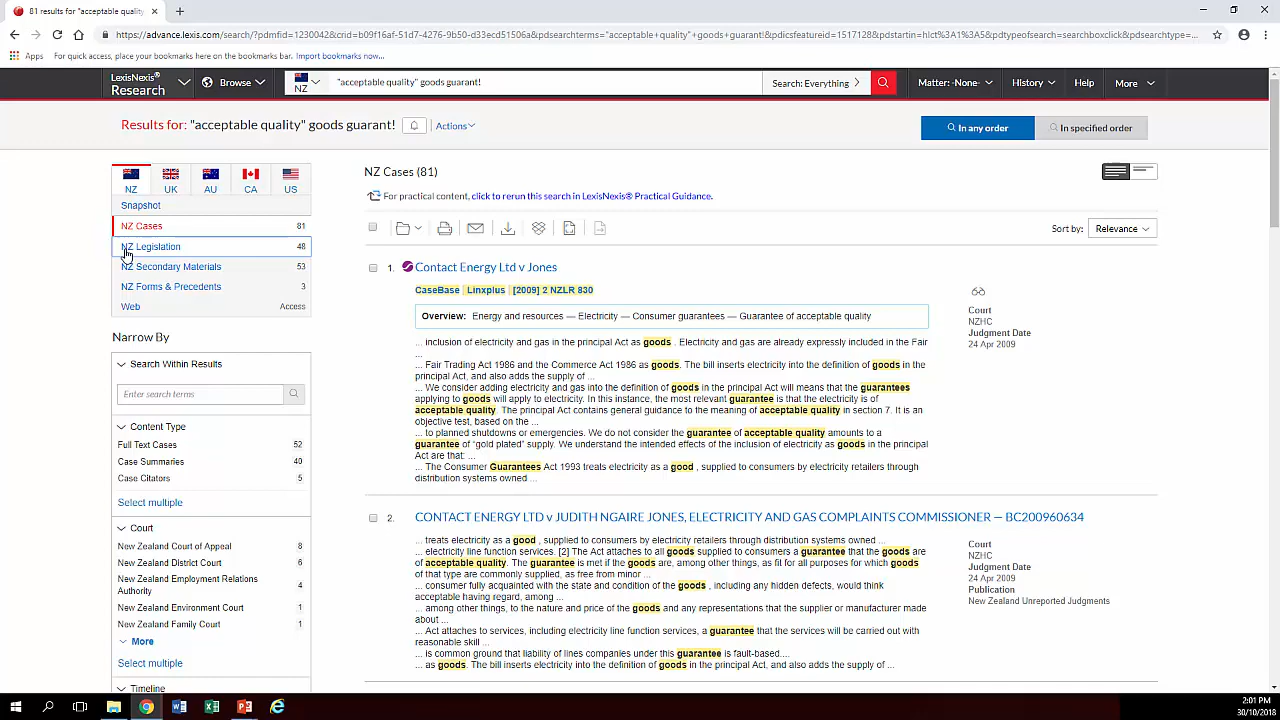 81 results for "acceptable quality"
https://advance.lexis.com/search/?pdmfid=1230042&crid=b09f16af-51d7-4276-9b50-d33ecd51506a&pdsearchterms="acceptable+quality"+goods+guarant!&pdicsfeatureid=1517128&pdstartin=hlct%3A1%3A5&pdtypeofsearch=searchboxclick&pdsearchtype=...
Apps For quick access, place your bookmarks here on the bookmarks bar. Import bookmarks now...
LexisNexis®
Research
Browse
NZ
"acceptable quality" goods guarant!
Search: Everything
Matter: -None-
History
Help
More
Results for: "acceptable quality" goods guarant!
Actions
In any order
In specified order
NZ UK AU CA US
Snapshot
NZ Cases 81
NZ Legislation 48
NZ Secondary Materials 53
NZ Forms & Precedents 3
Web Access
Narrow By
Search Within Results
Enter search terms
Content Type
Full Text Cases 52
Case Summaries 40
Case Citators 5
Select multiple
Court
New Zealand Court of Appeal 8
New Zealand District Court 6
New Zealand Employment Relations
Authority 4
New Zealand Environment Court 1
New Zealand Family Court 1
More
Select multiple
Timeline
NZ Cases (81)
For practical content, click to rerun this search in LexisNexis® Practical Guidance.
Sort by: Relevance
1. Contact Energy Ltd v Jones
CaseBase | Linxplus | [2009] 2 NZLR 830
Overview: Energy and resources — Electricity — Consumer guarantees — Guarantee of acceptable quality
... inclusion of electricity and gas in the principal Act as goods . Electricity and gas are already expressly included in the Fair
...
... Fair Trading Act 1986 and the Commerce Act 1986 as goods. The bill inserts electricity into the definition of goods in the
principal Act, and also adds the supply of ...
... We consider adding electricity and gas into the definition of goods in the principal Act will means that the guarantees
applying to goods will apply to electricity. In this instance, the most relevant guarantee is that the electricity is of
acceptable quality. The principal Act contains general guidance to the meaning of acceptable quality in section 7. It is an
objective test, based on the ...
... to planned shutdowns or emergencies. We do not consider the guarantee of acceptable quality amounts to a
guarantee of "gold plated" supply. We understand the intended effects of the inclusion of electricity as goods in the principal
Act are that: ...
... The Consumer Guarantees Act 1993 treats electricity as a good , supplied to consumers by electricity retailers through
distribution systems owned ...
Court
NZHC
Judgment Date
24 Apr 2009
2. CONTACT ENERGY LTD v JUDITH NGAIRE JONES, ELECTRICITY AND GAS COMPLAINTS COMMISSIONER — BC200960634
... treats electricity as a good , supplied to consumers by electricity retailers through distribution systems owned ...
... electricity line function services. [2] The Act attaches to all goods supplied to consumers a guarantee that the goods are
of acceptable quality. The guarantee is met if the goods are, among other things, as fit for all purposes for which goods
of that type are commonly supplied, as free from minor ...
... consumer fully acquainted with the state and condition of the goods , including any hidden defects, would think
acceptable having regard, among ...
... among other things, to the nature and price of the goods and any representations that the supplier or manufacturer made
about ...
... Act attaches to services, including electricity line function services, a guarantee that the services will be carried out with
reasonable skill ...
... is common ground that liability of lines companies under this guarantee is fault-based....
... as goods. The bill inserts electricity into the definition of goods in the principal Act, and also adds the supply of ...
Court
NZHC
Judgment Date
24 Apr 2009
Publication
New Zealand Unreported Judgments
2:01 PM
30/10/2018